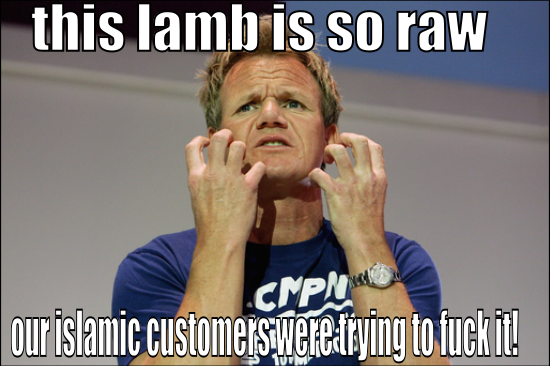 this lamb is so raw
CMPN
our islamic customers were trying to fuck it!